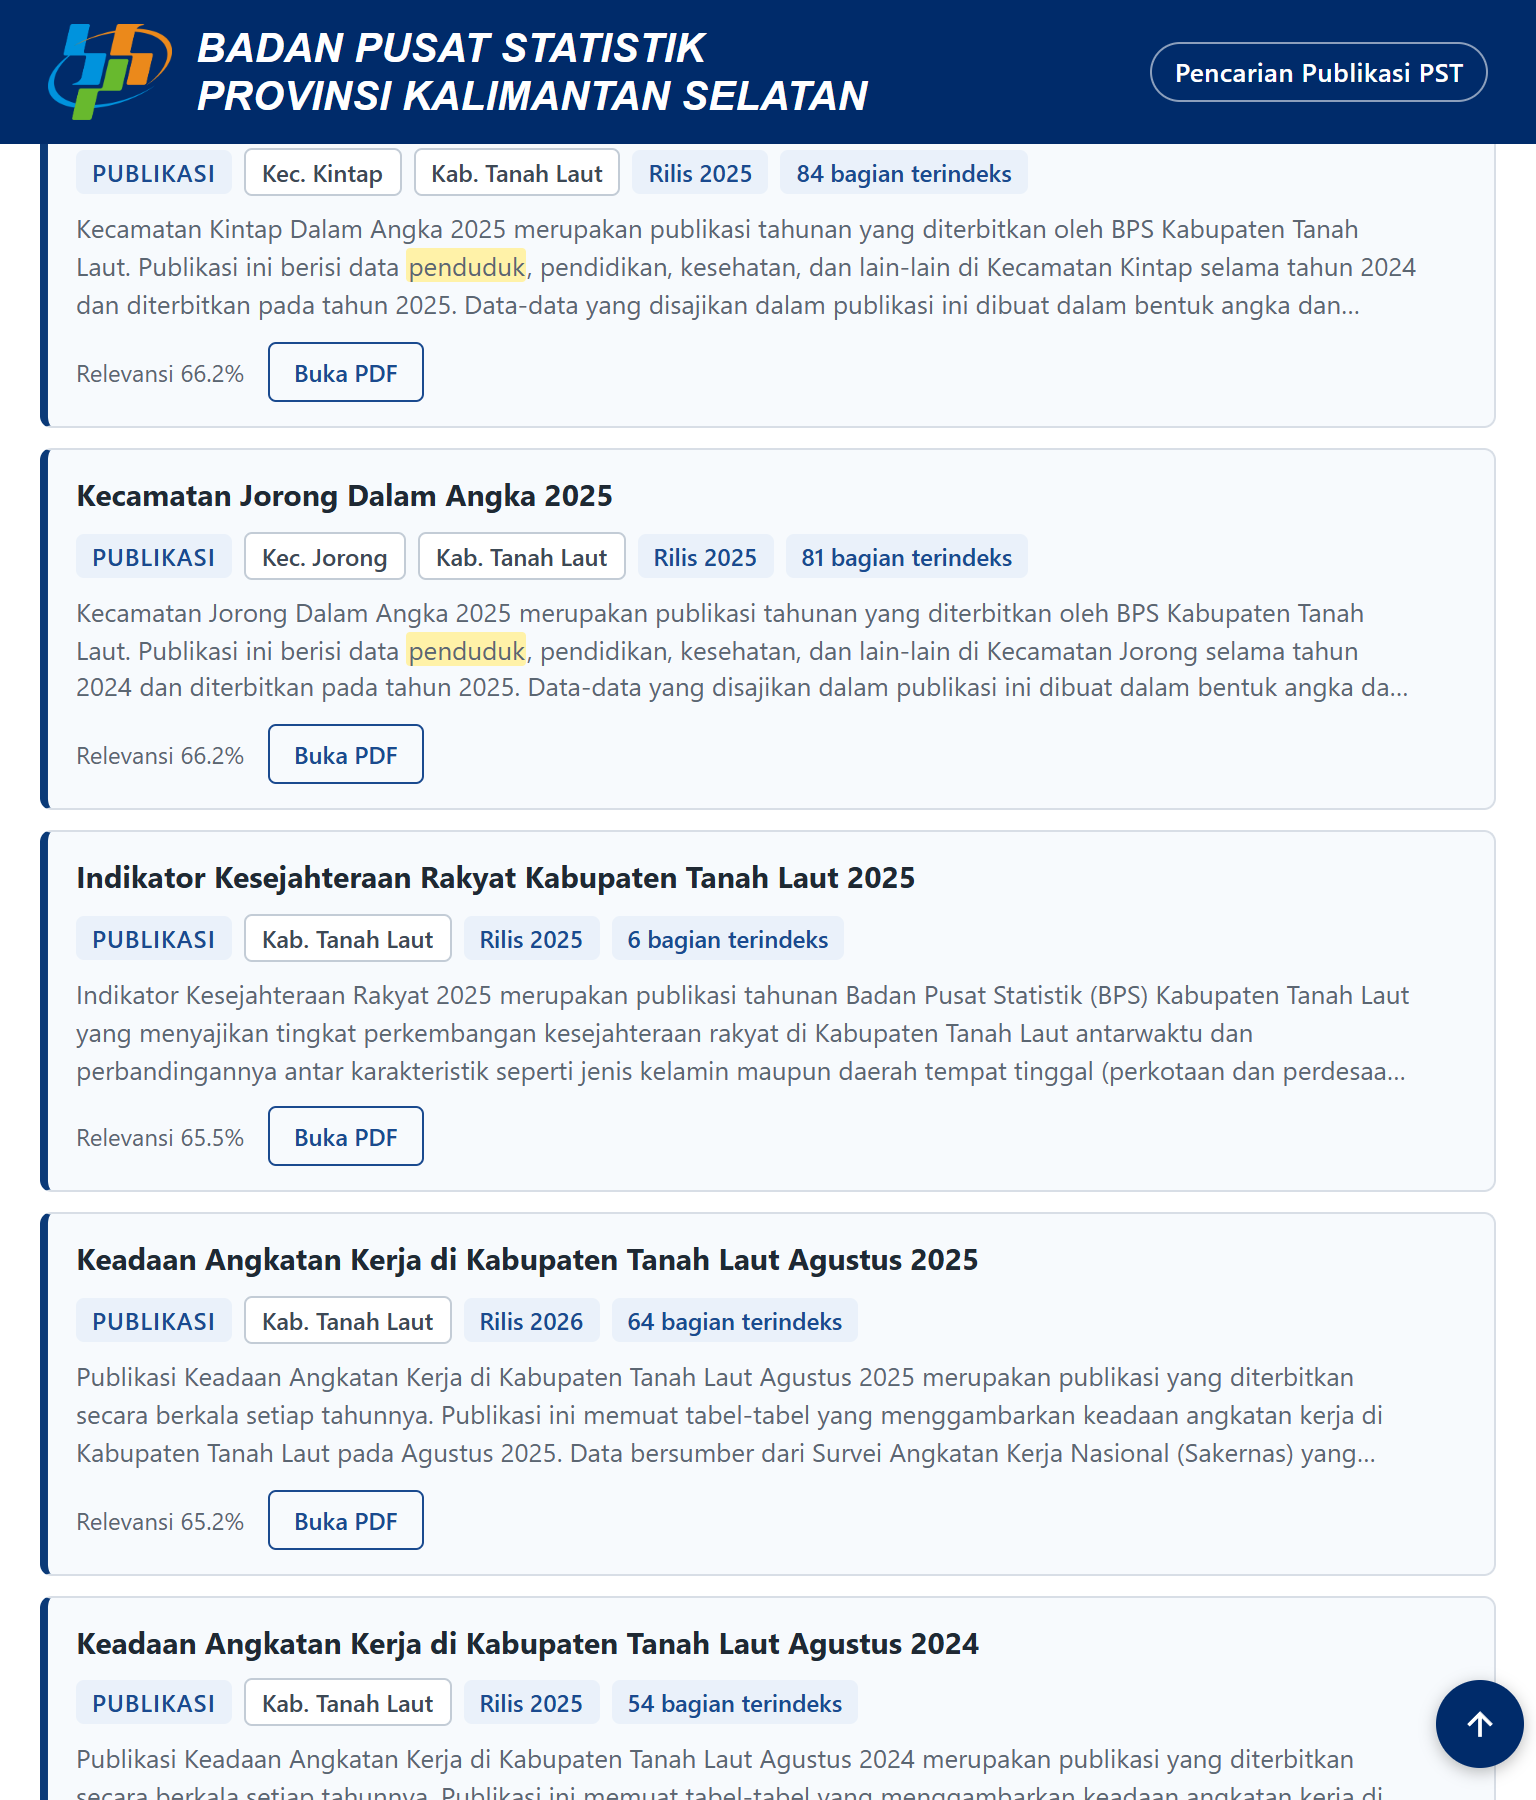 BADAN PUSAT STATISTIK
PROVINSI KALIMANTAN SELATAN
Pencarian Publikasi PST
PUBLIKASI Kec. Kintap Kab. Tanah Laut Rilis 2025 84 bagian terindeks
Kecamatan Kintap Dalam Angka 2025 merupakan publikasi tahunan yang diterbitkan oleh BPS Kabupaten Tanah
Laut. Publikasi ini berisi data penduduk, pendidikan, kesehatan, dan lain-lain di Kecamatan Kintap selama tahun 2024
dan diterbitkan pada tahun 2025. Data-data yang disajikan dalam publikasi ini dibuat dalam bentuk angka dan...
Relevansi 66.2% Buka PDF
Kecamatan Jorong Dalam Angka 2025
PUBLIKASI Kec. Jorong Kab. Tanah Laut Rilis 2025 81 bagian terindeks
Kecamatan Jorong Dalam Angka 2025 merupakan publikasi tahunan yang diterbitkan oleh BPS Kabupaten Tanah
Laut. Publikasi ini berisi data penduduk, pendidikan, kesehatan, dan lain-lain di Kecamatan Jorong selama tahun
2024 dan diterbitkan pada tahun 2025. Data-data yang disajikan dalam publikasi ini dibuat dalam bentuk angka da...
Relevansi 66.2% Buka PDF
Indikator Kesejahteraan Rakyat Kabupaten Tanah Laut 2025
PUBLIKASI Kab. Tanah Laut Rilis 2025 6 bagian terindeks
Indikator Kesejahteraan Rakyat 2025 merupakan publikasi tahunan Badan Pusat Statistik (BPS) Kabupaten Tanah Laut
yang menyajikan tingkat perkembangan kesejahteraan rakyat di Kabupaten Tanah Laut antarwaktu dan
perbandingannya antar karakteristik seperti jenis kelamin maupun daerah tempat tinggal (perkotaan dan perdesaa...
Relevansi 65.5% Buka PDF
Keadaan Angkatan Kerja di Kabupaten Tanah Laut Agustus 2025
PUBLIKASI Kab. Tanah Laut Rilis 2026 64 bagian terindeks
Publikasi Keadaan Angkatan Kerja di Kabupaten Tanah Laut Agustus 2025 merupakan publikasi yang diterbitkan
secara berkala setiap tahunnya. Publikasi ini memuat tabel-tabel yang menggambarkan keadaan angkatan kerja di
Kabupaten Tanah Laut pada Agustus 2025. Data bersumber dari Survei Angkatan Kerja Nasional (Sakernas) yang...
Relevansi 65.2% Buka PDF
Keadaan Angkatan Kerja di Kabupaten Tanah Laut Agustus 2024
PUBLIKASI Kab. Tanah Laut Rilis 2025 54 bagian terindeks
Publikasi Keadaan Angkatan Kerja di Kabupaten Tanah Laut Agustus 2024 merupakan publikasi yang diterbitkan
secara berkala setiap tahunnya. Publikasi ini memuat tabel-tabel yang menggambarkan keadaan angkatan kerja di